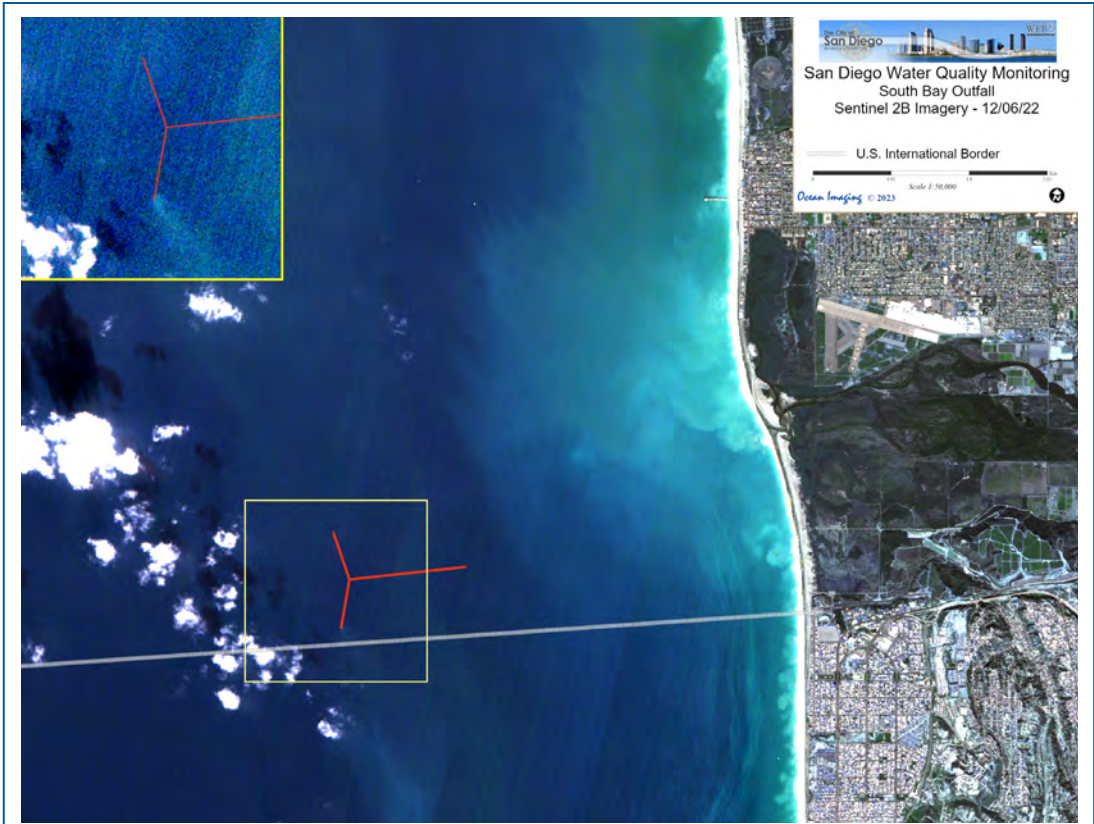 The City of
San Diego
San Diego Water Quality Monitoring
South Bay Outfall
Sentinel 2B Imagery - 12/06/22
U.S. International Border
Scale 1:50,000
Ocean Imaging © 2023